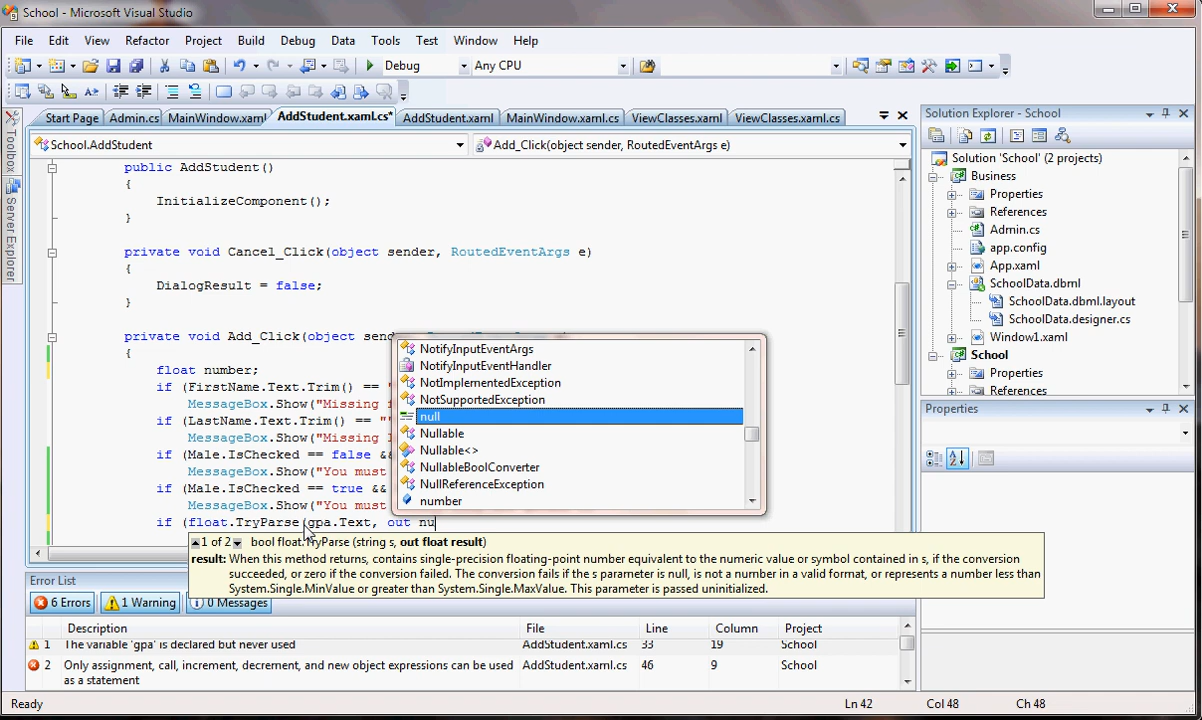 School - Microsoft Visual Studio
File Edit View Refactor Project Build Debug Data Tools Test Window Help
Debug Any CPU
Start Page Admin.cs MainWindow.xaml AddStudent.xaml.cs* AddStudent.xaml MainWindow.xaml.cs ViewClasses.xaml ViewClasses.xaml.cs
School.AddStudent Add_Click(object sender, RoutedEventArgs e)
Toolbox
Server Explorer
public AddStudent()
{
InitializeComponent();
}
private void Cancel_Click(object sender, RoutedEventArgs e)
{
DialogResult = false;
}
private void Add_Click(object sende
{
float number;
if (FirstName.Text.Trim() == "
MessageBox.Show("Missing f
if (LastName.Text.Trim() == ""
MessageBox.Show("Missing l
if (Male.IsChecked == false &&
MessageBox.Show("You must
if (Male.IsChecked == true &&
MessageBox.Show("You must
if (float.TryParse(gpa.Text, out nu
NotifyInputEventArgs
NotifyInputEventHandler
NotImplementedException
NotSupportedException
null
Nullable
Nullable<>
NullableBoolConverter
NullReferenceException
number
1 of 2 bool float.TryParse (string s, out float result)
result: When this method returns, contains single-precision floating-point number equivalent to the numeric value or symbol contained in s, if the conversion
succeeded, or zero if the conversion failed. The conversion fails if the s parameter is null, is not a number in a valid format, or represents a number less than
System.Single.MinValue or greater than System.Single.MaxValue. This parameter is passed uninitialized.
Error List
6 Errors 1 Warning 0 Messages
Description File Line Column Project
1 The variable 'gpa' is declared but never used AddStudent.xaml.cs 33 19 School
2 Only assignment, call, increment, decrement, and new object expressions can be used AddStudent.xaml.cs 46 9 School
as a statement
Solution Explorer - School
Solution 'School' (2 projects)
Business
Properties
References
Admin.cs
app.config
App.xaml
SchoolData.dbml
SchoolData.dbml.layout
SchoolData.designer.cs
Window1.xaml
School
Properties
References
Properties
Ready Ln 42 Col 48 Ch 48